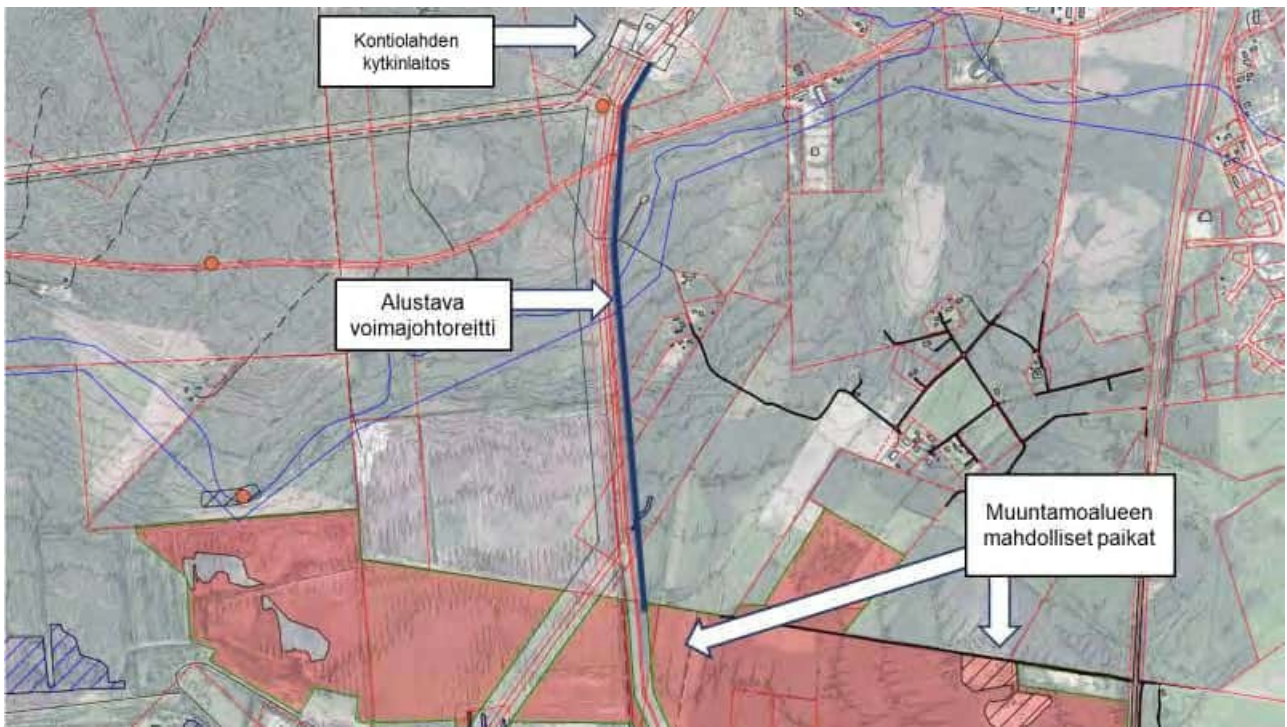 Kontiolahden
kytkinlaitos
Alustava
voimajohtoreitti
Muuntamoalueen
mahdolliset paikat